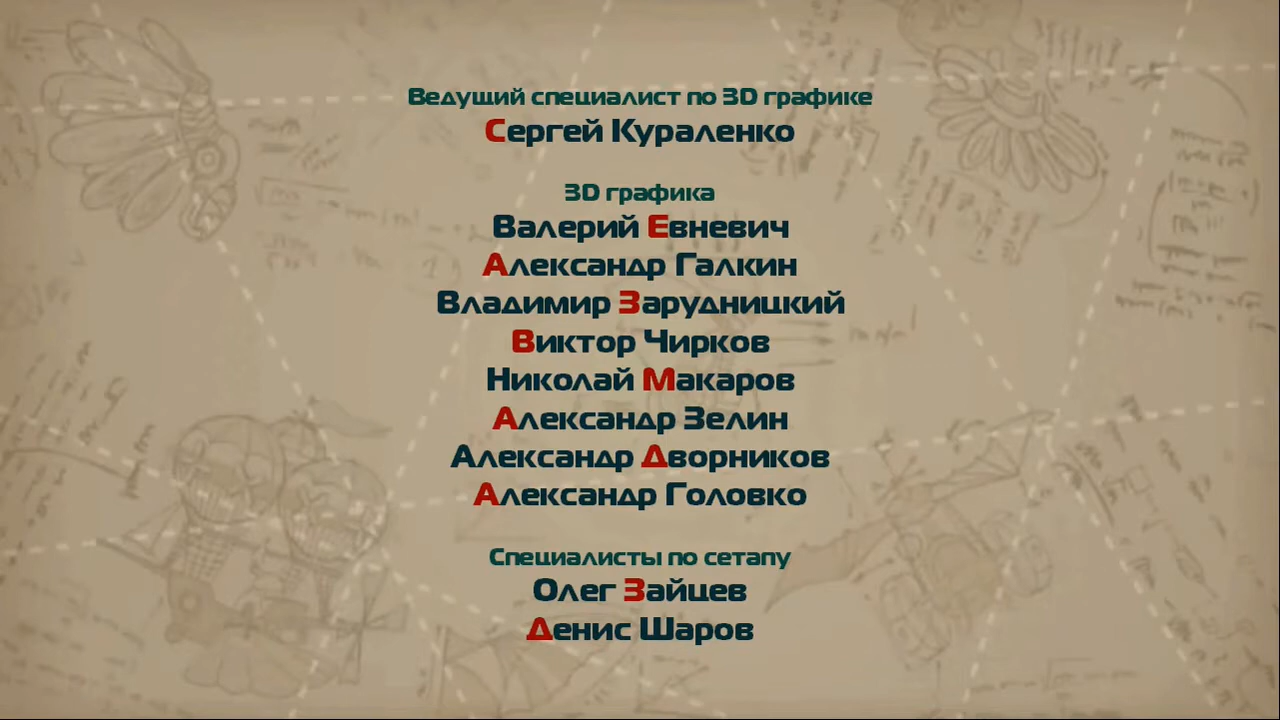 Ведущий специалист по 3D графике
Сергей Кураленко
3D графика
Валерий Евневич
Александр Галкин
Владимир Зарудницкий
Виктор Чирков
Николай Макаров
Александр Зелин
Александр Дворников
Александр Головко
Специалисты по сетапу
Олег Зайцев
Денис Шаров